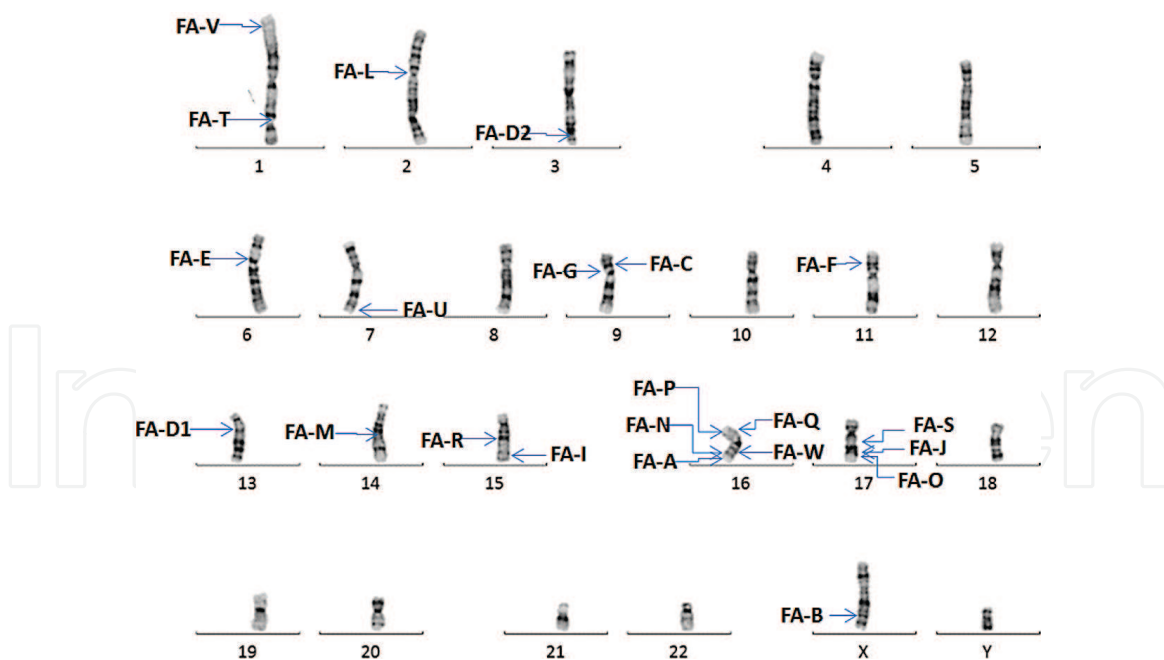 FA-V
FA-L
FA-T
FA-D2
1 2 3 4 5
FA-E
FA-G FA-C
FA-F
FA-U
6 7 8 9 10 11 12
FA-P
FA-Q
FA-D1
FA-M
FA-R
FA-N
FA-S
FA-I
FA-A
FA-W
FA-J
FA-O
13 14 15 16 17 18
FA-B
19 20 21 22 X Y